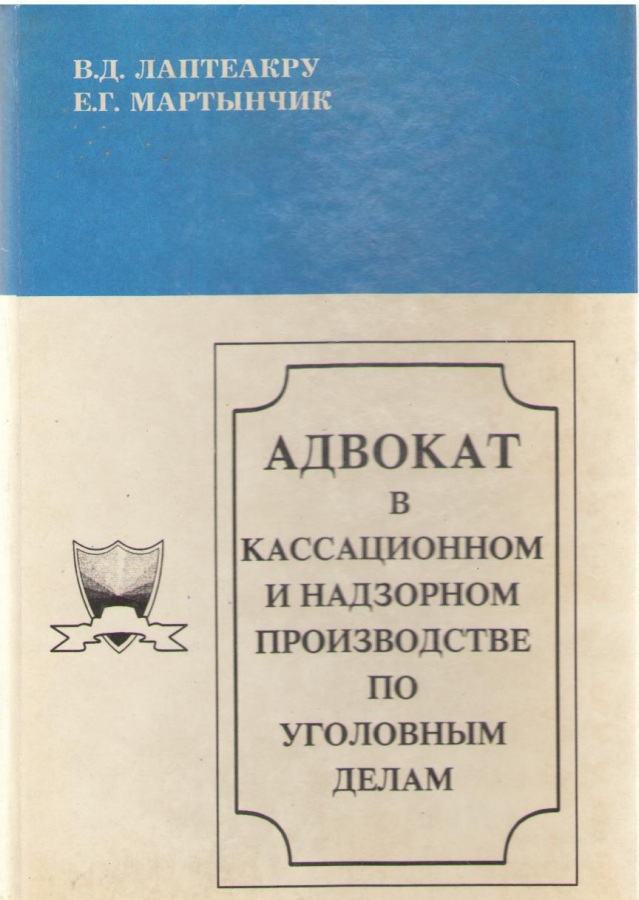 В.Д. ЛАПТЕАКРУ
Е.Г. МАРТЫНЧИК
АДВОКАТ
В
КАССАЦИОННОМ
И НАДЗОРНОМ
ПРОИЗВОДСТВЕ
ПО
УГОЛОВНЫМ
ДЕЛАМ